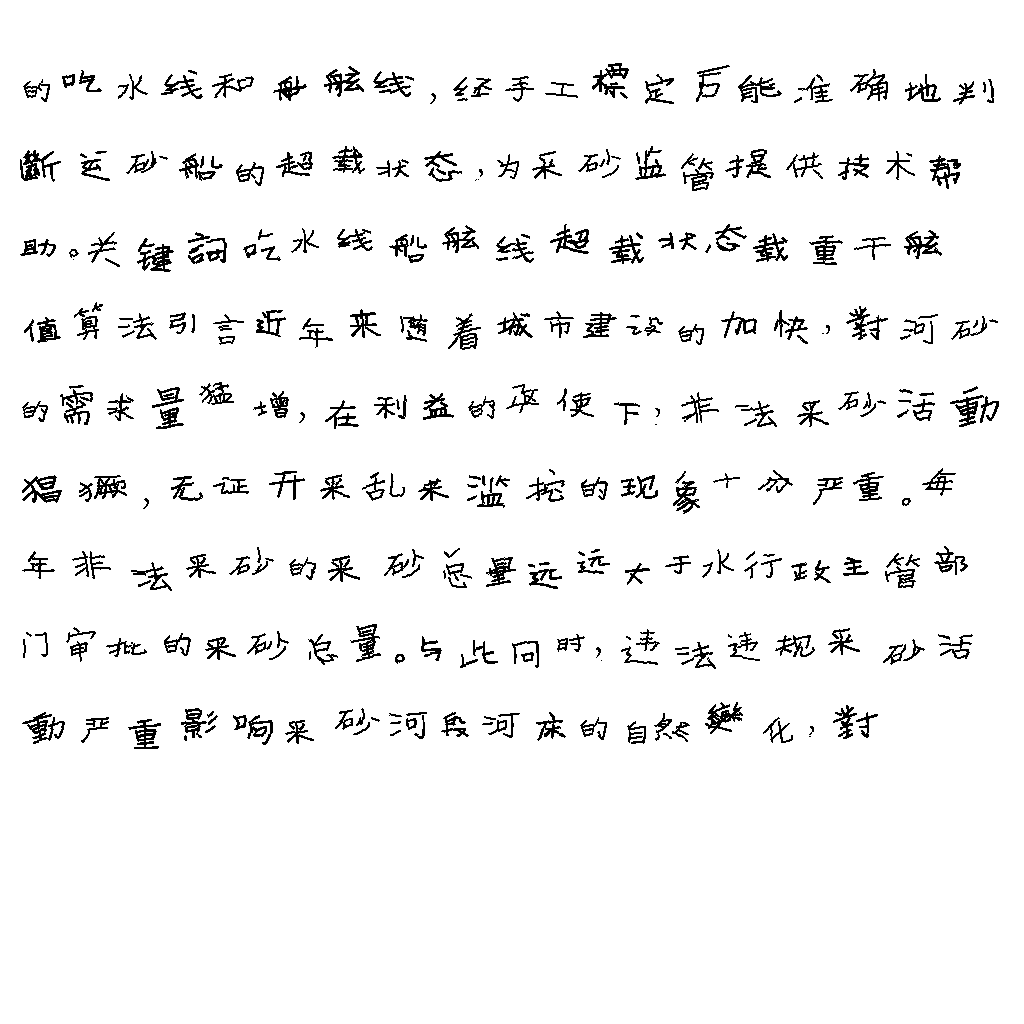 的吃水线和船舷线,经手工標定后能准确地判
斷运砂船的超载状态,为采砂监管提供技术帮
助。关键詞吃水线船舷线超载状态载重干舷
值算法引言近年来随着城市建设的加快,對河砂
的需求量猛增,在利益的驱使下,非法采砂活動
猖獗,无证开采乱采滥挖的现象十分严重。每
年非法采砂的采砂总量远远大于水行政主管部
门审批的采砂总量。与此同时,违法违规采砂活
動严重影响采砂河段河床的自然變化,對